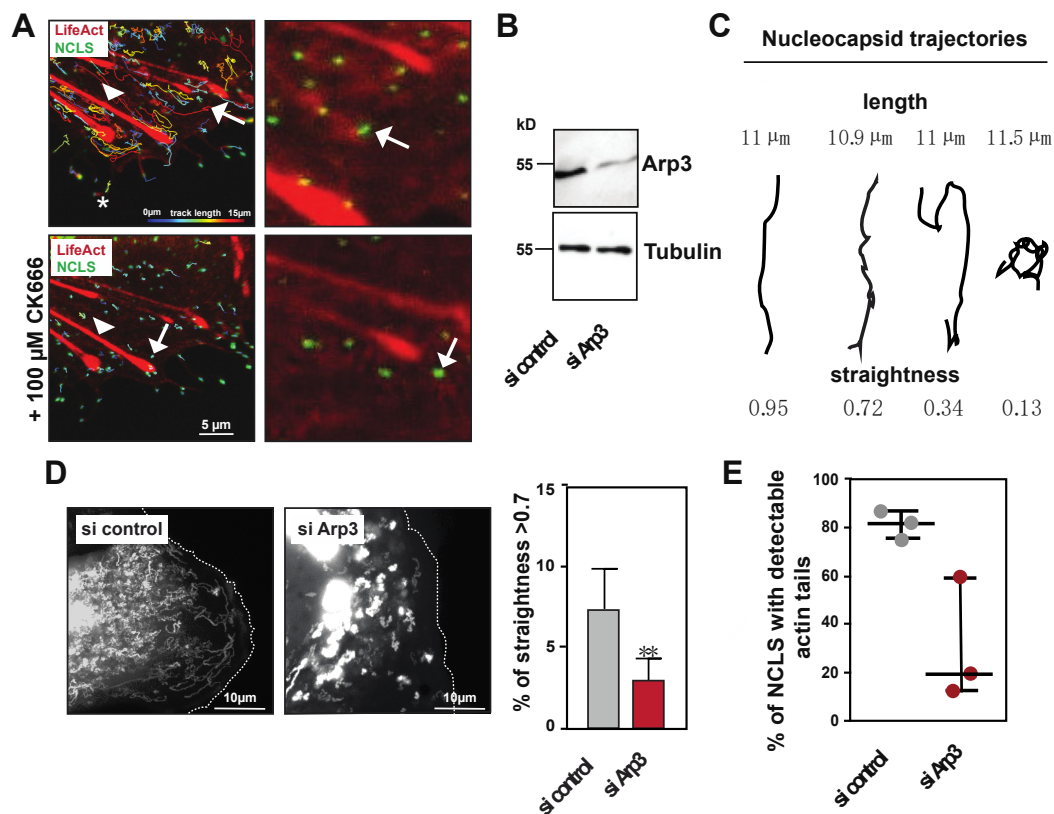 A
LifeAct
NCLS
*
0μm track length 15μm
+ 100 μM CK666
LifeAct
NCLS
5 μm
B
kD
55
Arp3
55
Tubulin
si control
si Arp3
C
Nucleocapsid trajectories
length
11 μm 10.9 μm 11 μm 11.5 μm
straightness
0.95 0.72 0.34 0.13
D
si control
10μm
si Arp3
10μm
% of straightness >0.7
15
10
5
0
**
si control
si Arp3
E
% of NCLS with detectable
actin tails
100
80
60
40
20
0
si control
si Arp3